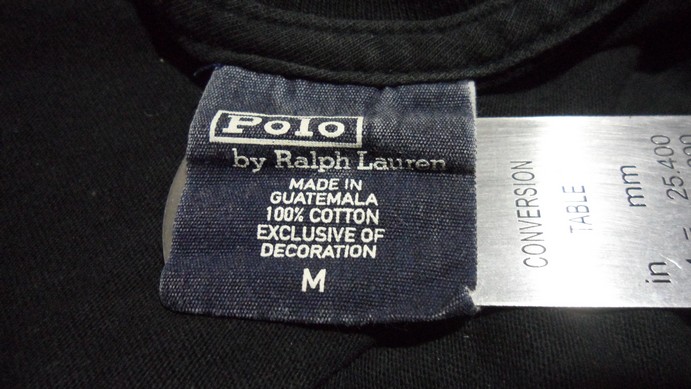 Polo
by Ralph Lauren
MADE IN
GUATEMALA
100% COTTON
EXCLUSIVE OF
DECORATION
M
CONVERSION
TABLE
in mm
25.400